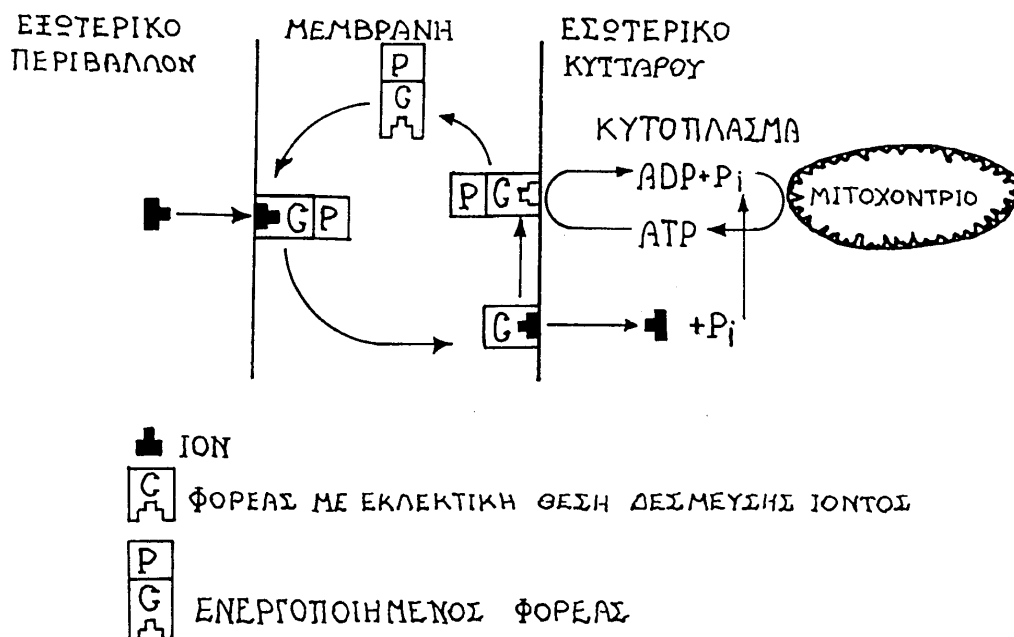 ΕΞΩΤΕΡΙΚΟ
ΠΕΡΙΒΑΛΛΟΝ
ΜΕΜΒΡΑΝΗ
ΕΣΩΤΕΡΙΚΟ
ΚΥΤΤΑΡΟΥ
P
C
ΚΥΤΟΠΛΑΣΜΑ
P C
ADP+Pi
ΜΙΤΟΧΟΝΤΡΙΟ
C P
ATP
C
+Pi
ΙΟΝ
C
ΦΟΡΕΑΣ ΜΕ ΕΚΛΕΚΤΙΚΗ ΘΕΣΗ ΔΕΣΜΕΥΣΗΣ ΙΟΝΤΟΣ
P
C
ΕΝΕΡΓΟΠΟΙΗΜΕΝΟΣ ΦΟΡΕΑΣ